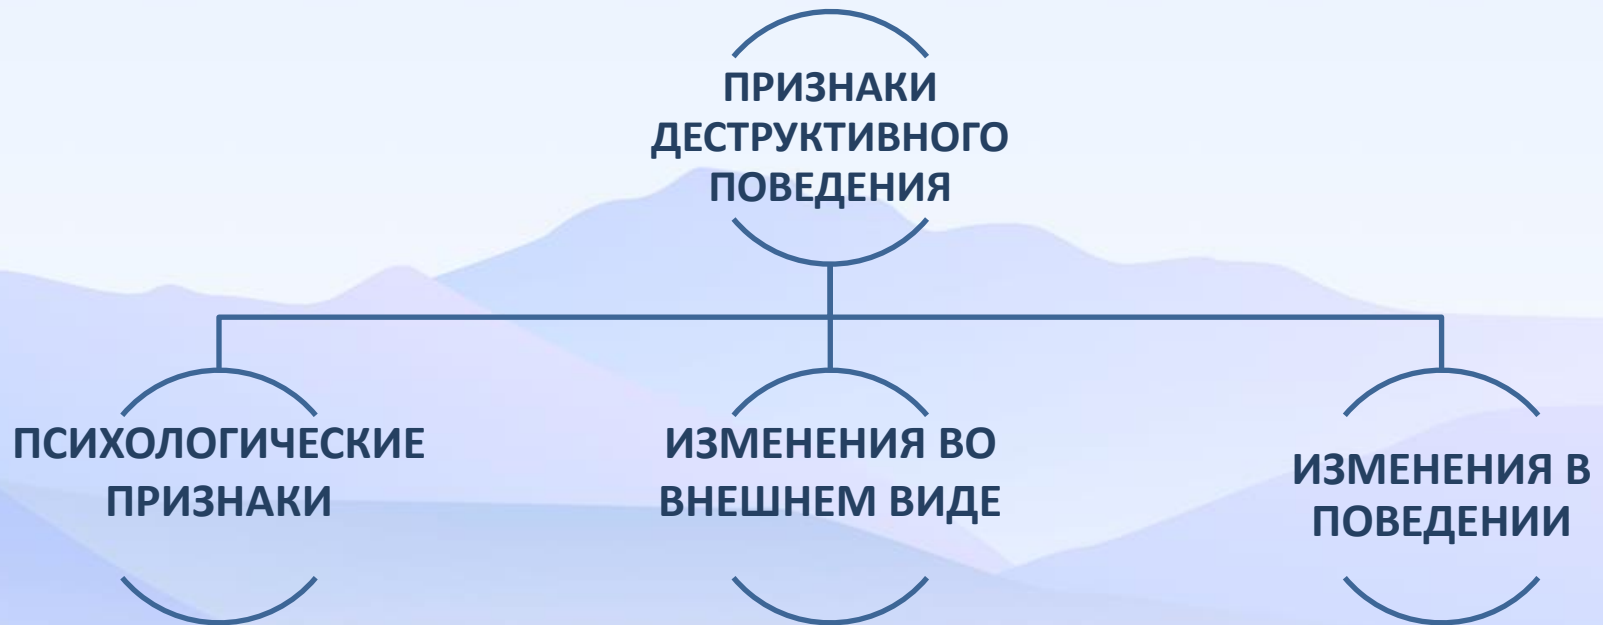 ПРИЗНАКИ
ДЕСТРУКТИВНОГО
ПОВЕДЕНИЯ
ПСИХОЛОГИЧЕСКИЕ
ПРИЗНАКИ
ИЗМЕНЕНИЯ ВО
ВНЕШНЕМ ВИДЕ
ИЗМЕНЕНИЯ В
ПОВЕДЕНИИ